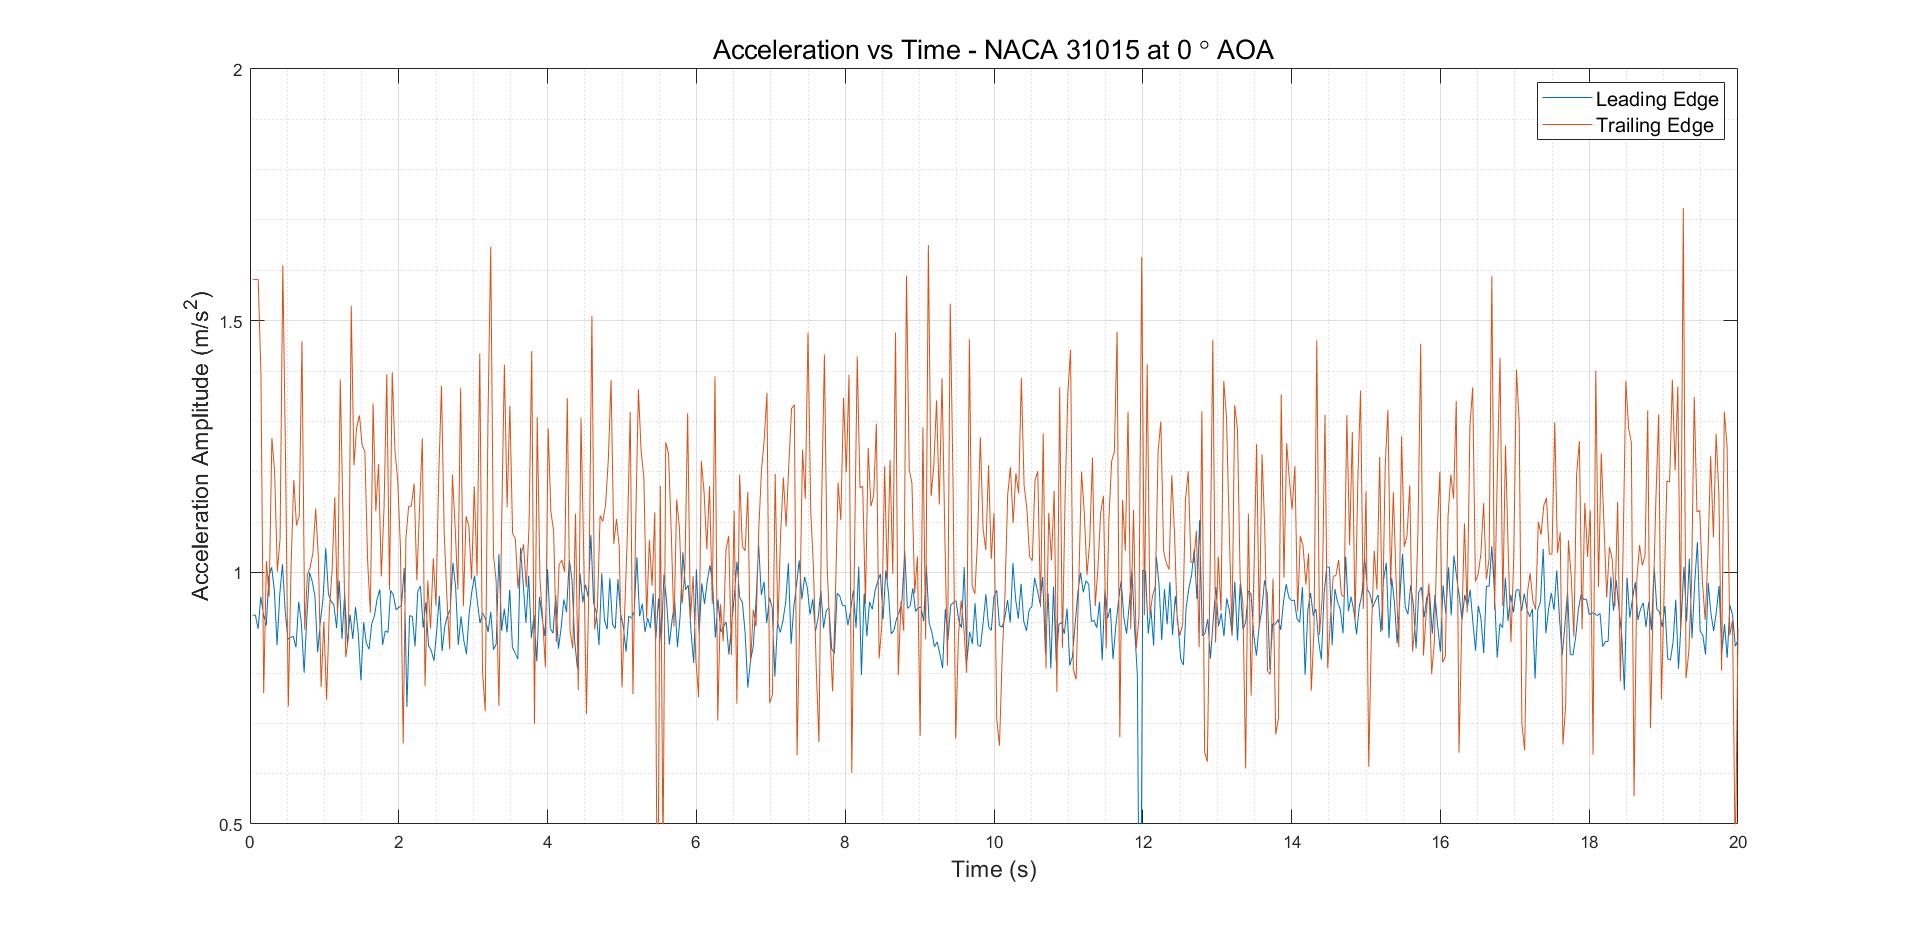 Acceleration vs Time - NACA 31015 at 0 ° AOA
Leading Edge
Trailing Edge
Acceleration Amplitude (m/s²)
2
1.5
1
0.5
0 2 4 6 8 10 12 14 16 18 20
Time (s)